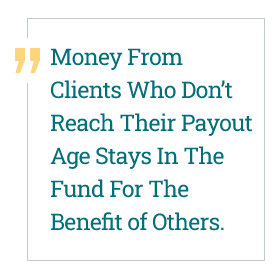 Money From
Clients Who Don’t
Reach Their Payout
Age Stays In The
Fund For The
Benefit of Others.